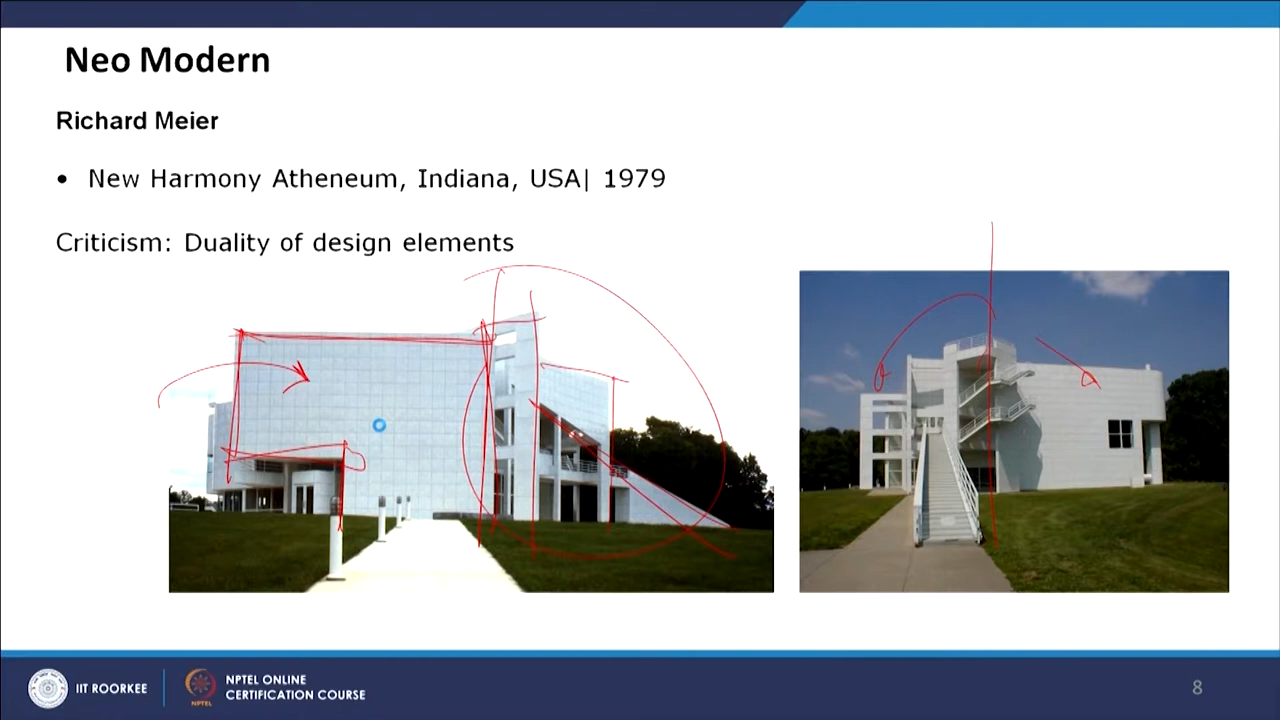 Neo Modern
Richard Meier
• New Harmony Atheneum, Indiana, USA| 1979
Criticism: Duality of design elements
IIT ROORKEE
NPTEL
NPTEL ONLINE
CERTIFICATION COURSE
8